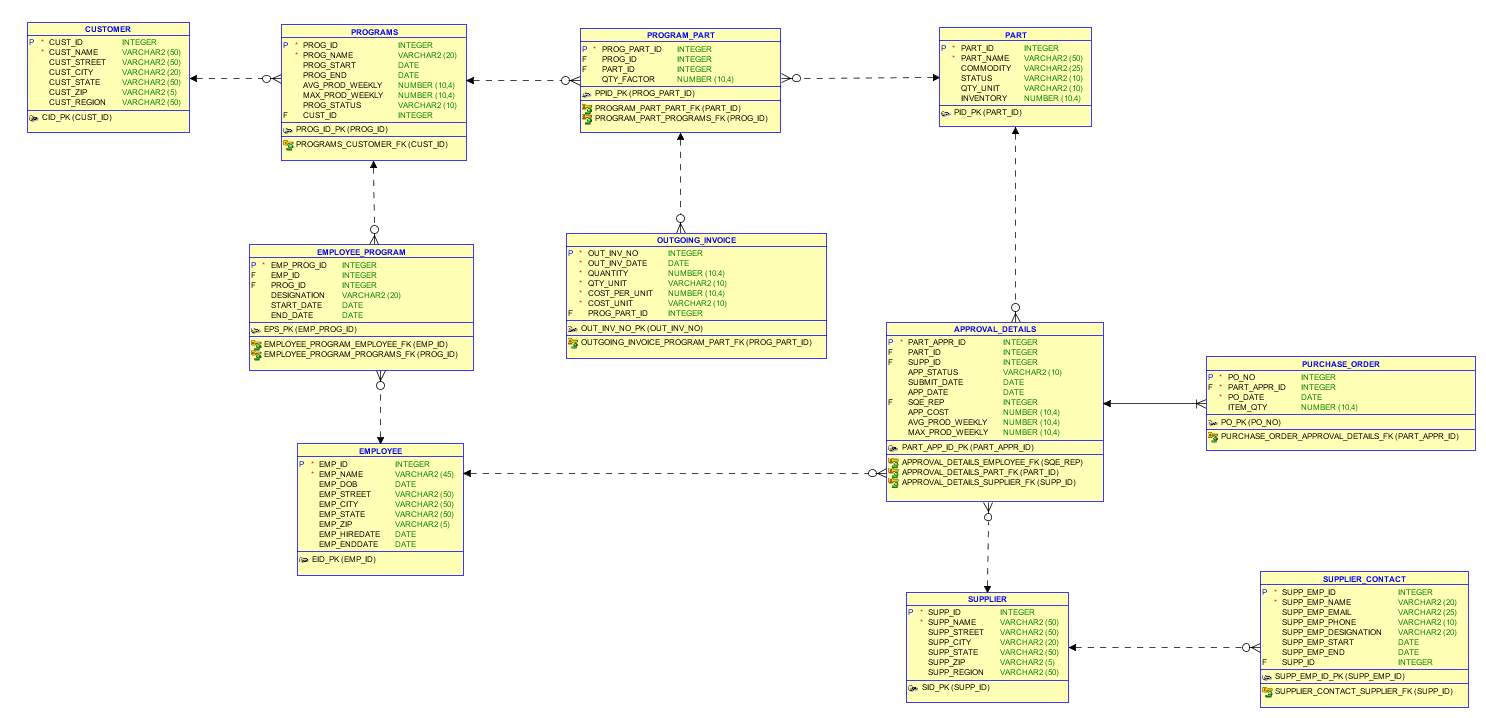 CUSTOMER
P * CUST_ID INTEGER
* CUST_NAME VARCHAR2 (50)
CUST_STREET VARCHAR2 (50)
CUST_CITY VARCHAR2 (20)
CUST_STATE VARCHAR2 (50)
CUST_ZIP VARCHAR2 (5)
CUST_REGION VARCHAR2 (50)
CID_PK (CUST_ID)
PROGRAMS
P * PROG_ID INTEGER
* PROG_NAME VARCHAR2 (20)
PROG_START DATE
PROG_END DATE
AVG_PROD_WEEKLY NUMBER (10,4)
MAX_PROD_WEEKLY NUMBER (10,4)
PROG_STATUS VARCHAR2 (10)
F CUST_ID INTEGER
PROG_ID_PK (PROG_ID)
PROGRAMS_CUSTOMER_FK (CUST_ID)
PROGRAM_PART
P * PROG_PART_ID INTEGER
F PROG_ID INTEGER
F PART_ID INTEGER
QTY_FACTOR NUMBER (10,4)
PPID_PK (PROG_PART_ID)
PROGRAM_PART_PART_FK (PART_ID)
PROGRAM_PART_PROGRAMS_FK (PROG_ID)
PART
P * PART_ID INTEGER
* PART_NAME VARCHAR2 (50)
COMMODITY VARCHAR2 (25)
STATUS VARCHAR2 (10)
QTY_UNIT VARCHAR2 (10)
INVENTORY NUMBER (10,4)
PID_PK (PART_ID)
EMPLOYEE_PROGRAM
P * EMP_PROG_ID INTEGER
F EMP_ID INTEGER
F PROG_ID INTEGER
DESIGNATION VARCHAR2 (20)
START_DATE DATE
END_DATE DATE
EPS_PK (EMP_PROG_ID)
EMPLOYEE_PROGRAM_EMPLOYEE_FK (EMP_ID)
EMPLOYEE_PROGRAM_PROGRAMS_FK (PROG_ID)
OUTGOING_INVOICE
P * OUT_INV_NO INTEGER
* OUT_INV_DATE DATE
* QUANTITY NUMBER (10,4)
* QTY_UNIT VARCHAR2 (10)
* COST_PER_UNIT NUMBER (10,4)
* COST_UNIT VARCHAR2 (10)
F PROG_PART_ID INTEGER
OUT_INV_NO_PK (OUT_INV_NO)
OUTGOING_INVOICE_PROGRAM_PART_FK (PROG_PART_ID)
APPROVAL_DETAILS
P * PART_APPR_ID INTEGER
F PART_ID INTEGER
F SUPP_ID INTEGER
APP_STATUS VARCHAR2 (10)
SUBMIT_DATE DATE
APP_DATE DATE
F SQE_REP INTEGER
APP_COST NUMBER (10,4)
AVG_PROD_WEEKLY NUMBER (10,4)
MAX_PROD_WEEKLY NUMBER (10,4)
PART_APP_ID_PK (PART_APPR_ID)
APPROVAL_DETAILS_EMPLOYEE_FK (SQE_REP)
APPROVAL_DETAILS_PART_FK (PART_ID)
APPROVAL_DETAILS_SUPPLIER_FK (SUPP_ID)
PURCHASE_ORDER
P * PO_NO INTEGER
F * PART_APPR_ID INTEGER
* PO_DATE DATE
ITEM_QTY NUMBER (10,4)
PO_PK (PO_NO)
PURCHASE_ORDER_APPROVAL_DETAILS_FK (PART_APPR_ID)
EMPLOYEE
P * EMP_ID INTEGER
* EMP_NAME VARCHAR2 (45)
EMP_DOB DATE
EMP_STREET VARCHAR2 (50)
EMP_CITY VARCHAR2 (50)
EMP_STATE VARCHAR2 (50)
EMP_ZIP VARCHAR2 (5)
EMP_HIREDATE DATE
EMP_ENDDATE DATE
EID_PK (EMP_ID)
SUPPLIER
P * SUPP_ID INTEGER
* SUPP_NAME VARCHAR2 (50)
SUPP_STREET VARCHAR2 (50)
SUPP_CITY VARCHAR2 (20)
SUPP_STATE VARCHAR2 (50)
SUPP_ZIP VARCHAR2 (5)
SUPP_REGION VARCHAR2 (50)
SID_PK (SUPP_ID)
SUPPLIER_CONTACT
P * SUPP_EMP_ID INTEGER
* SUPP_EMP_NAME VARCHAR2 (20)
SUPP_EMP_EMAIL VARCHAR2 (25)
SUPP_EMP_PHONE VARCHAR2 (10)
SUPP_EMP_DESIGNATION VARCHAR2 (20)
SUPP_EMP_START DATE
SUPP_EMP_END DATE
F SUPP_ID INTEGER
SUPP_EMP_ID_PK (SUPP_EMP_ID)
SUPPLIER_CONTACT_SUPPLIER_FK (SUPP_ID)